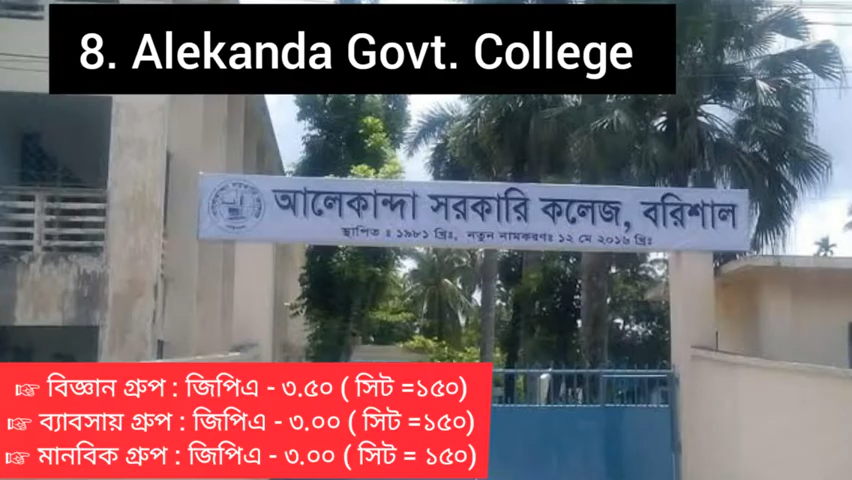 8. Alekanda Govt. College
আলেকান্দা সরকারি কলেজ, বরিশাল
স্থাপিত ঃ ১৯৮১ খ্রিঃ, নতুন নামকরণঃ ১২ মে ২০১৬ খ্রিঃ
☞ বিজ্ঞান গ্রুপ : জিপিএ - ৩.৫০ ( সিট =১৫০)
☞ ব্যাবসায় গ্রুপ : জিপিএ - ৩.০০ ( সিট =১৫০)
☞ মানবিক গ্রুপ : জিপিএ - ৩.০০ ( সিট = ১৫০)